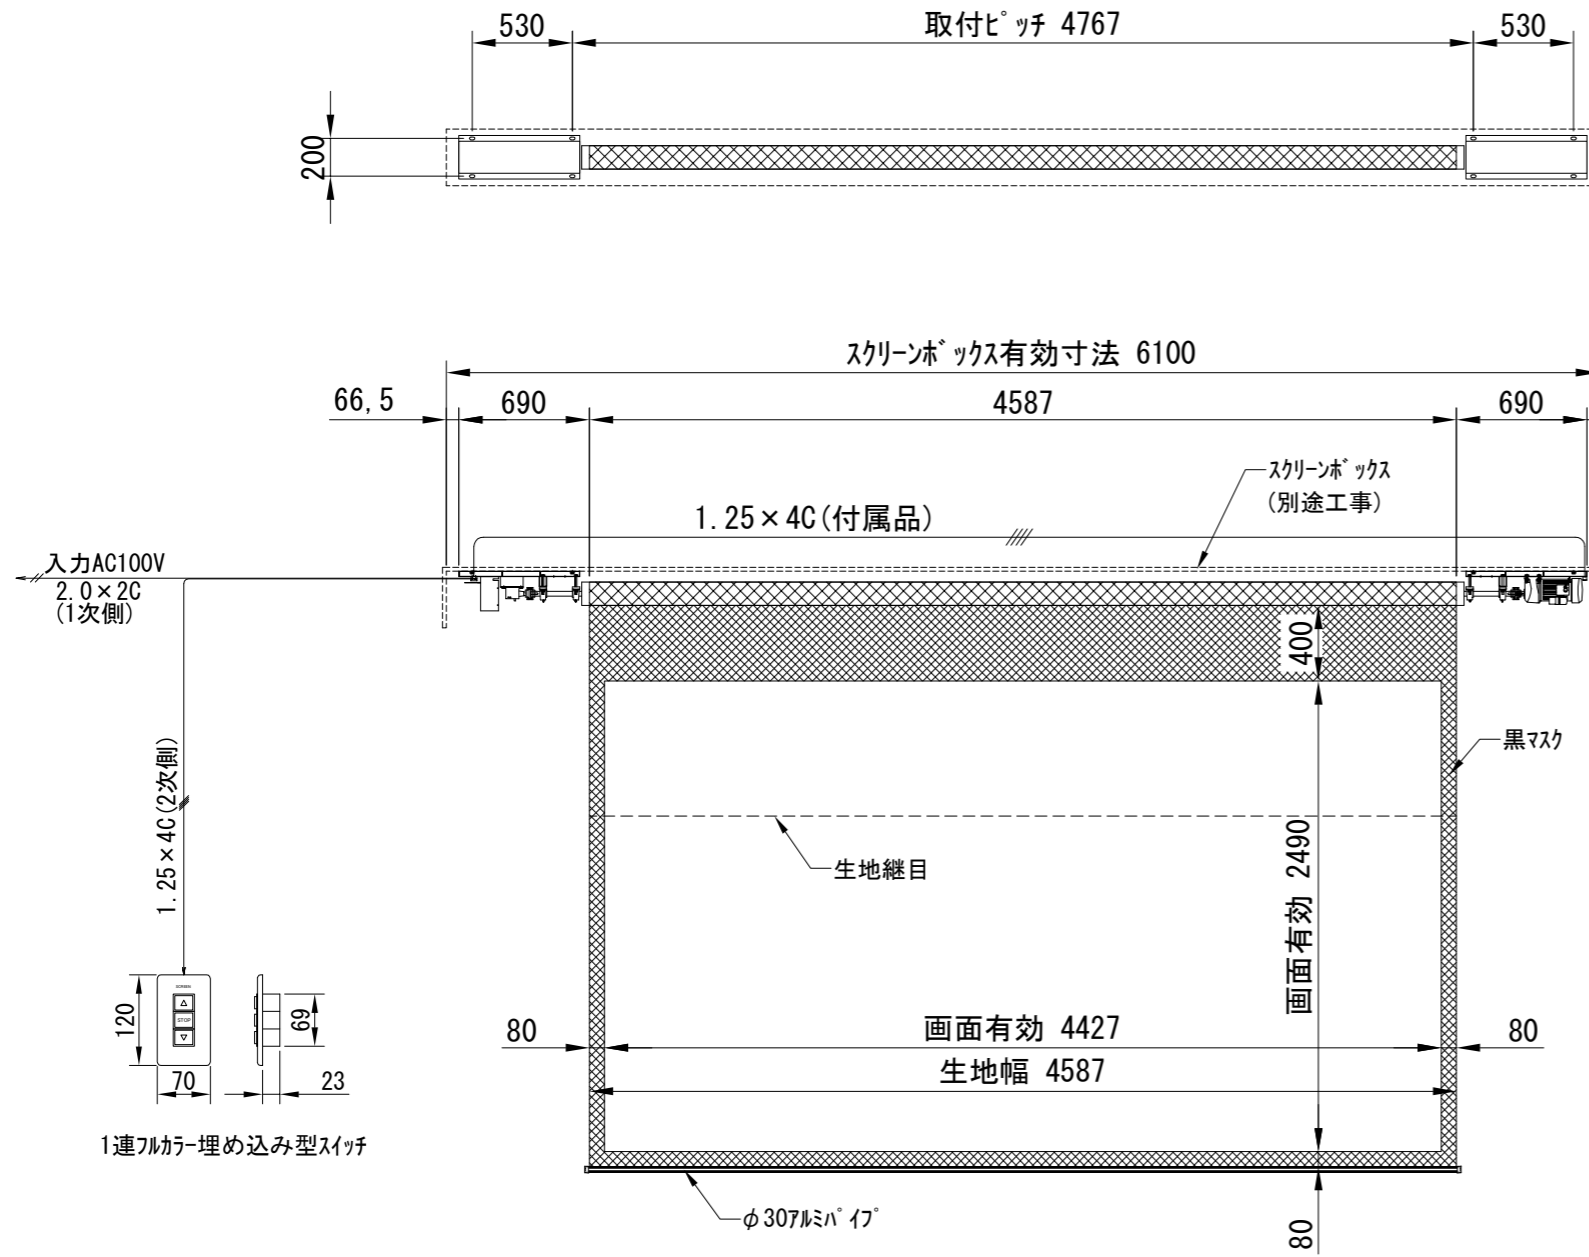 530
取付ピッチ 4767
530
200
スクリーンボックス有効寸法 6100
66,5
690
4587
690
スクリーンボックス
(別途工事)
1.25×4C(付属品)
入力AC100V
2.0×2C
(1次側)
400
黒マスク
1.25×4C(2次側)
生地継目
画面有効 2490
SCREEN
STOP
120
69
70
23
80
画面有効 4427
80
生地幅 4587
1連フルカラー埋め込み型スイッチ
φ30アルミパイプ
80